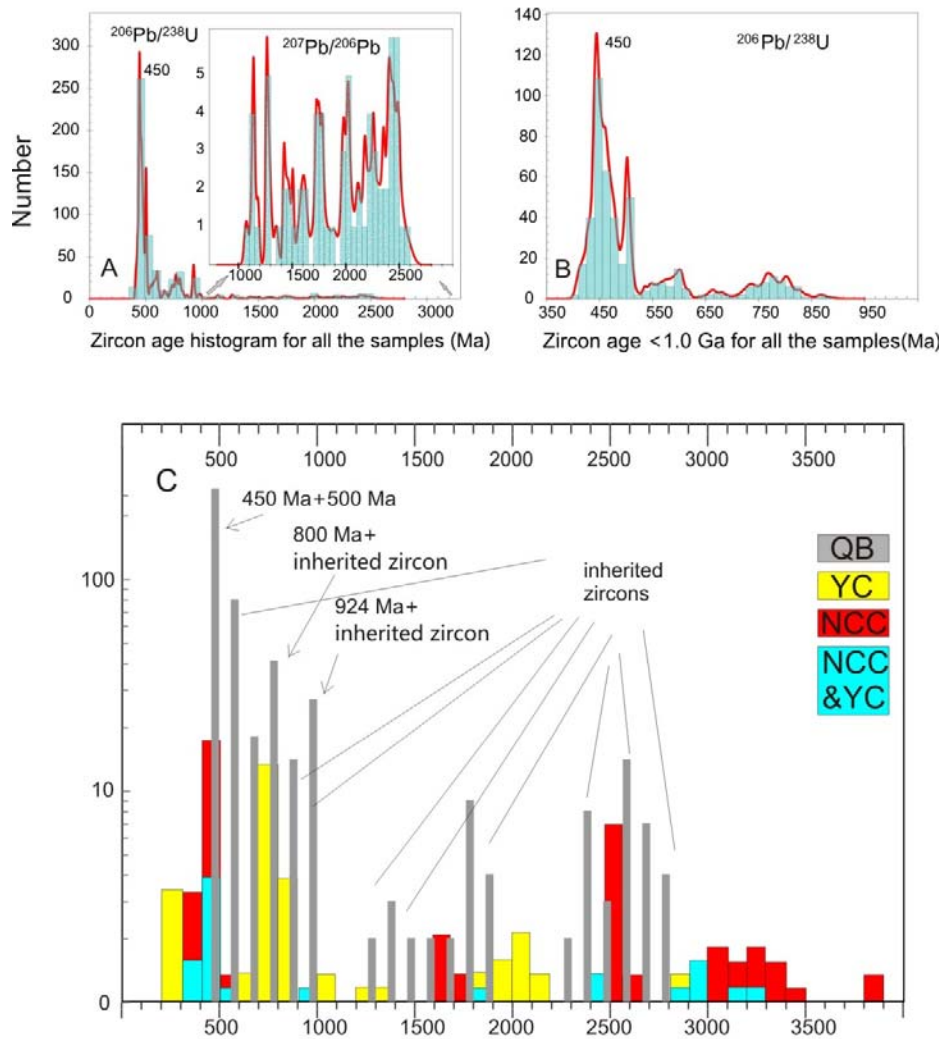 300
250
200
150
100
50
0
Number
206Pb/238U
450
A
5
4
3
2
1
207Pb/206Pb
1000
1500
2000
2500
0
500
1000
1500
2000
2500
3000
Zircon age histogram for all the samples (Ma)
140
120
100
80
60
40
20
0
450
206Pb/238U
B
350
450
550
650
750
850
950
1050
Zircon age <1.0 Ga for all the samples(Ma)
500
1000
1500
2000
2500
3000
3500
C
450 Ma+500 Ma
800 Ma+
inherited zircon
924 Ma+
inherited zircon
inherited
zircons
QB
YC
NCC
NCC
&YC
100
10
0
500
1000
1500
2000
2500
3000
3500